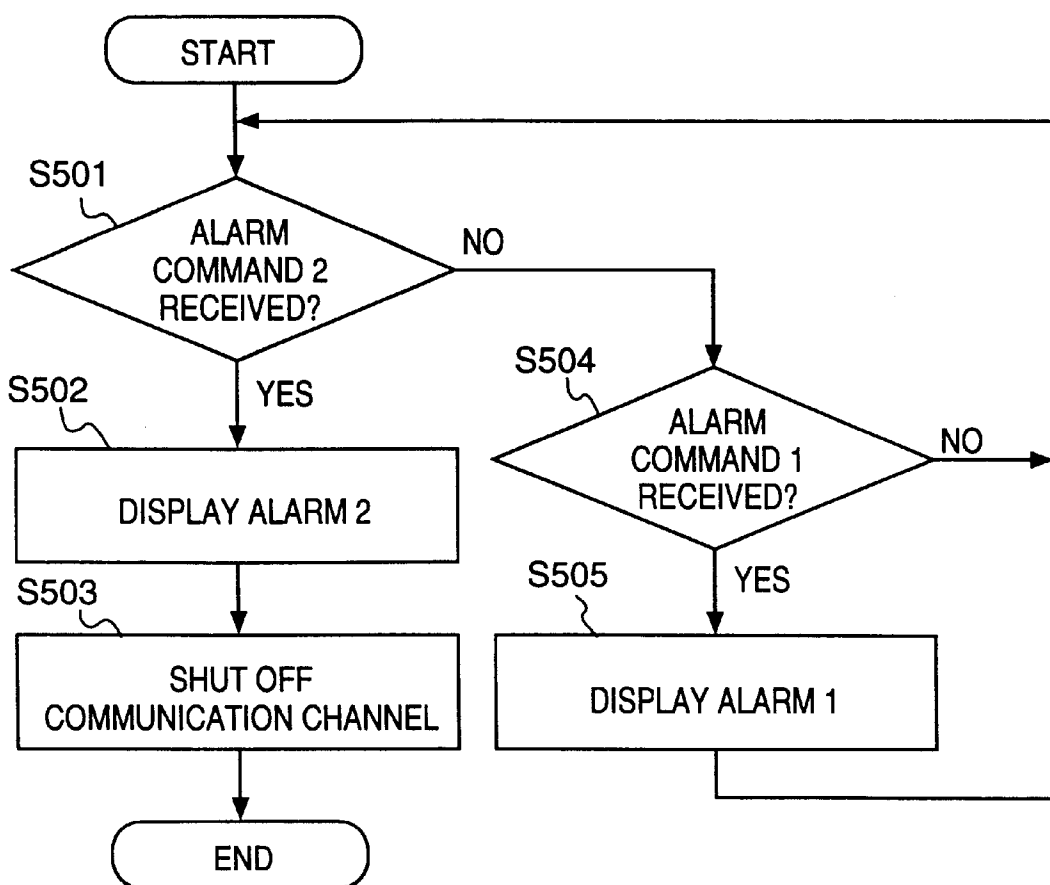 START
S501
ALARM
COMMAND 2
RECEIVED?
NO
YES
S502
DISPLAY ALARM 2
S503
SHUT OFF
COMMUNICATION CHANNEL
END
S504
ALARM
COMMAND 1
RECEIVED?
NO
YES
S505
DISPLAY ALARM 1